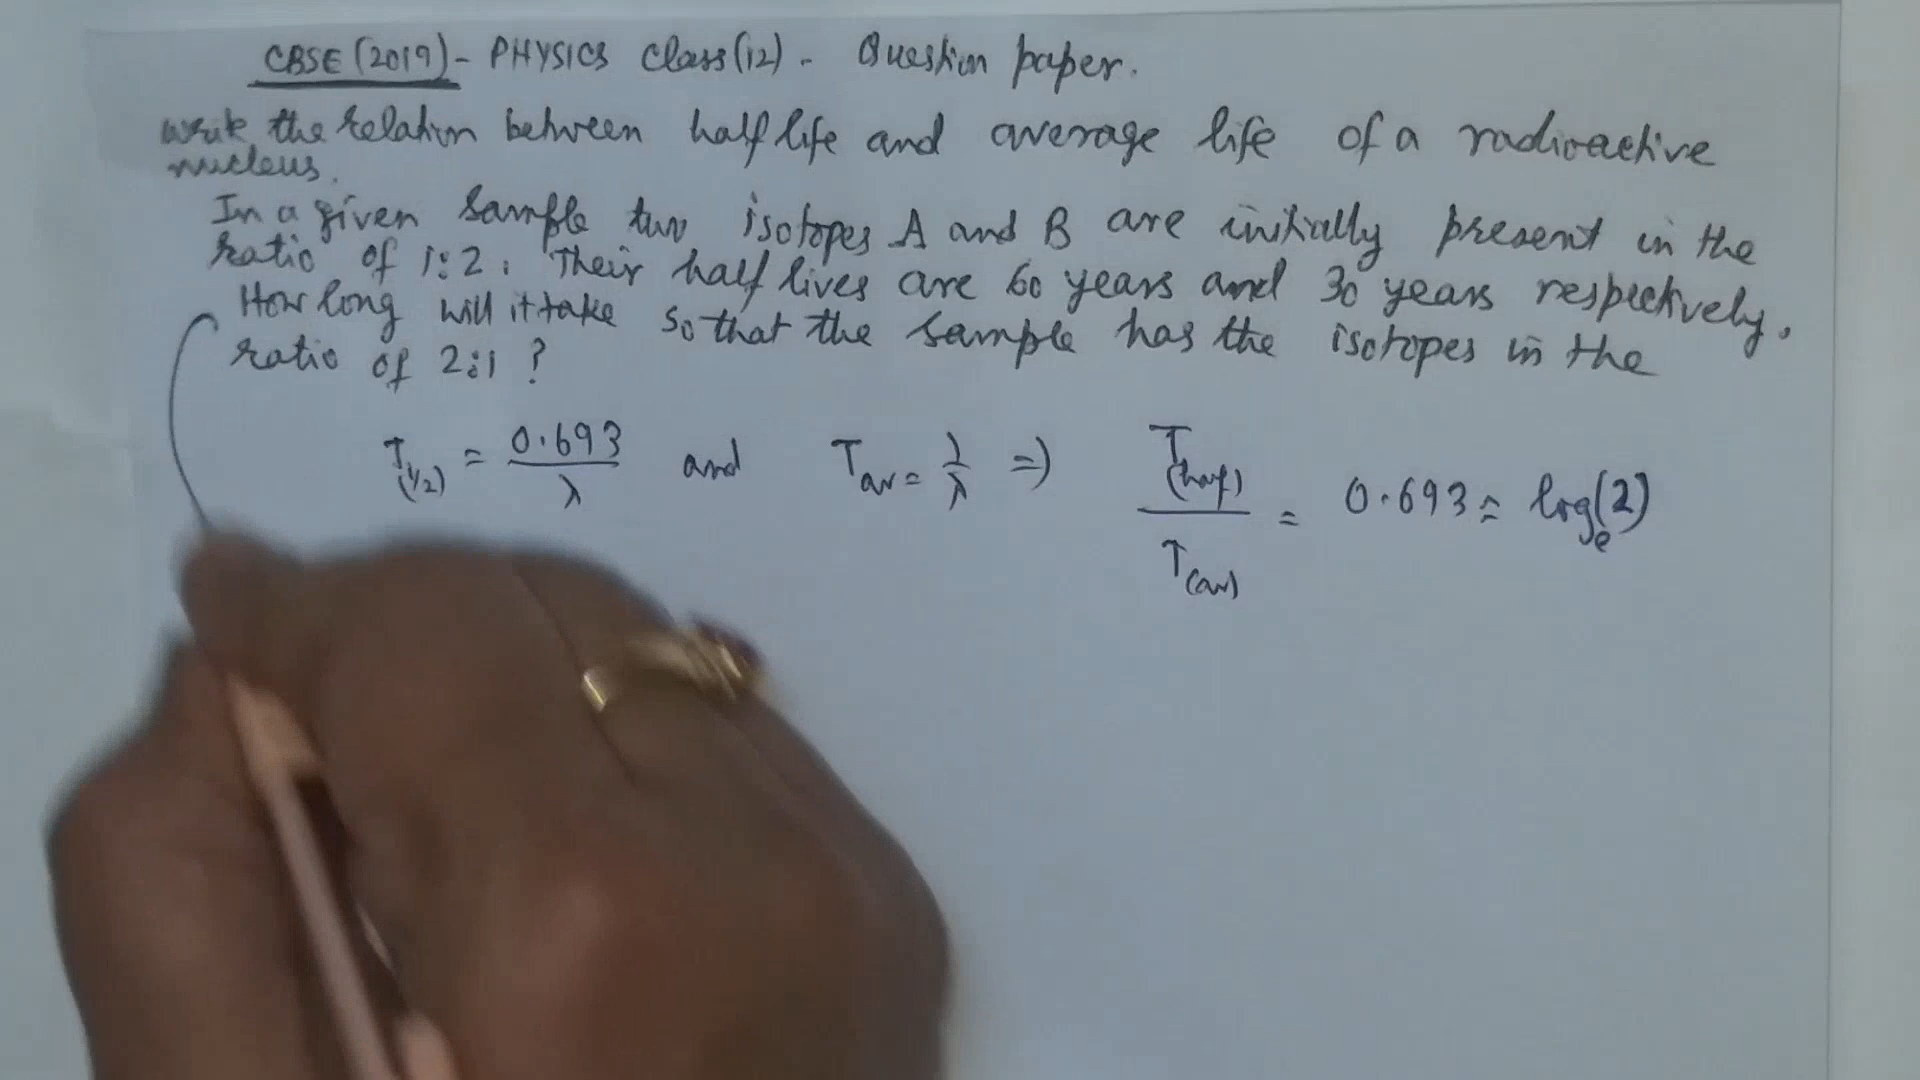 CBSE (2019) - PHYSICS Class (12) - Question paper.
Write the relation between half life and average life of a radioactive
nucleus.
In a given sample two isotopes A and B are initially present in the
ratio of 1:2. Their half lives are 60 years and 30 years respectively.
How long will it take so that the sample has the isotopes in the
ratio of 2:1 ?
T(1/2) = 0.693/λ and Tav = 1/λ => T(half)/T(av) = 0.693 = loge(2)